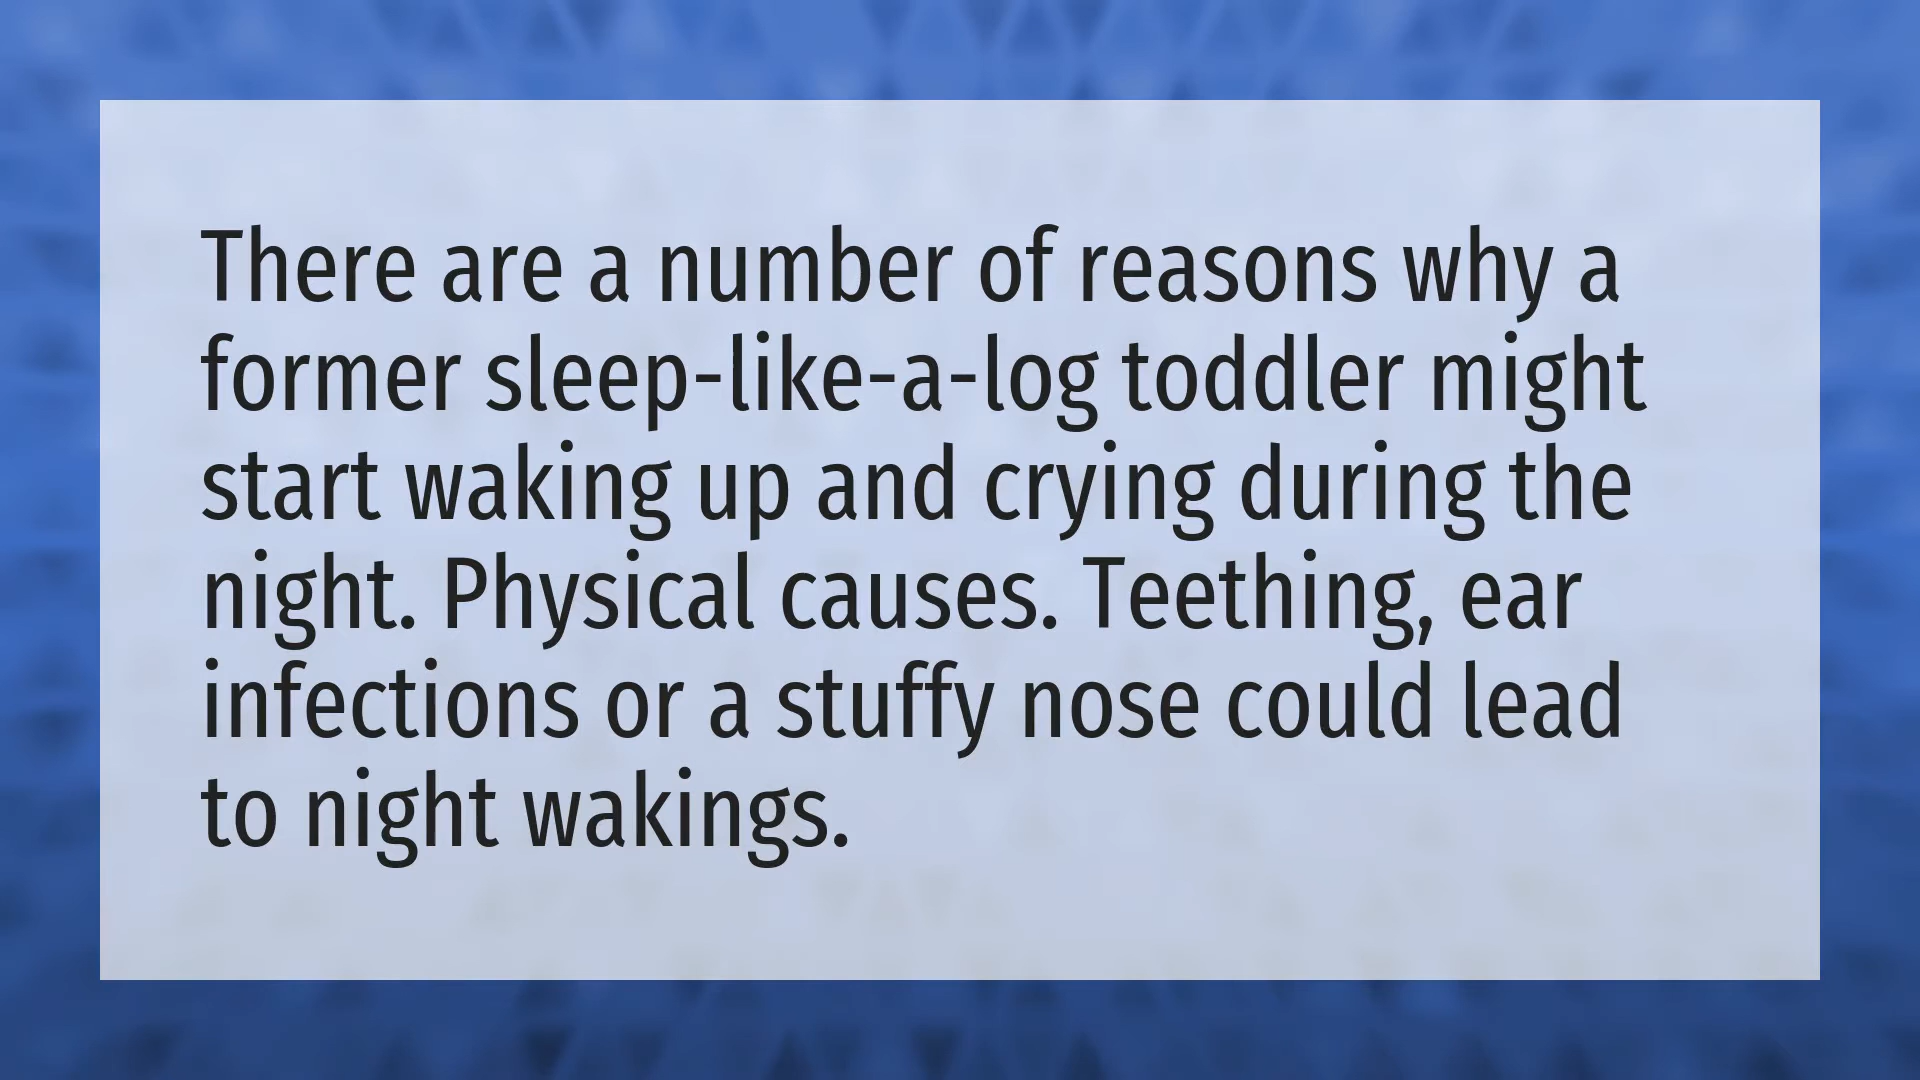 There are a number of reasons why a
former sleep-like-a-log toddler might
start waking up and crying during the
night. Physical causes. Teething, ear
infections or a stuffy nose could lead
to night wakings.